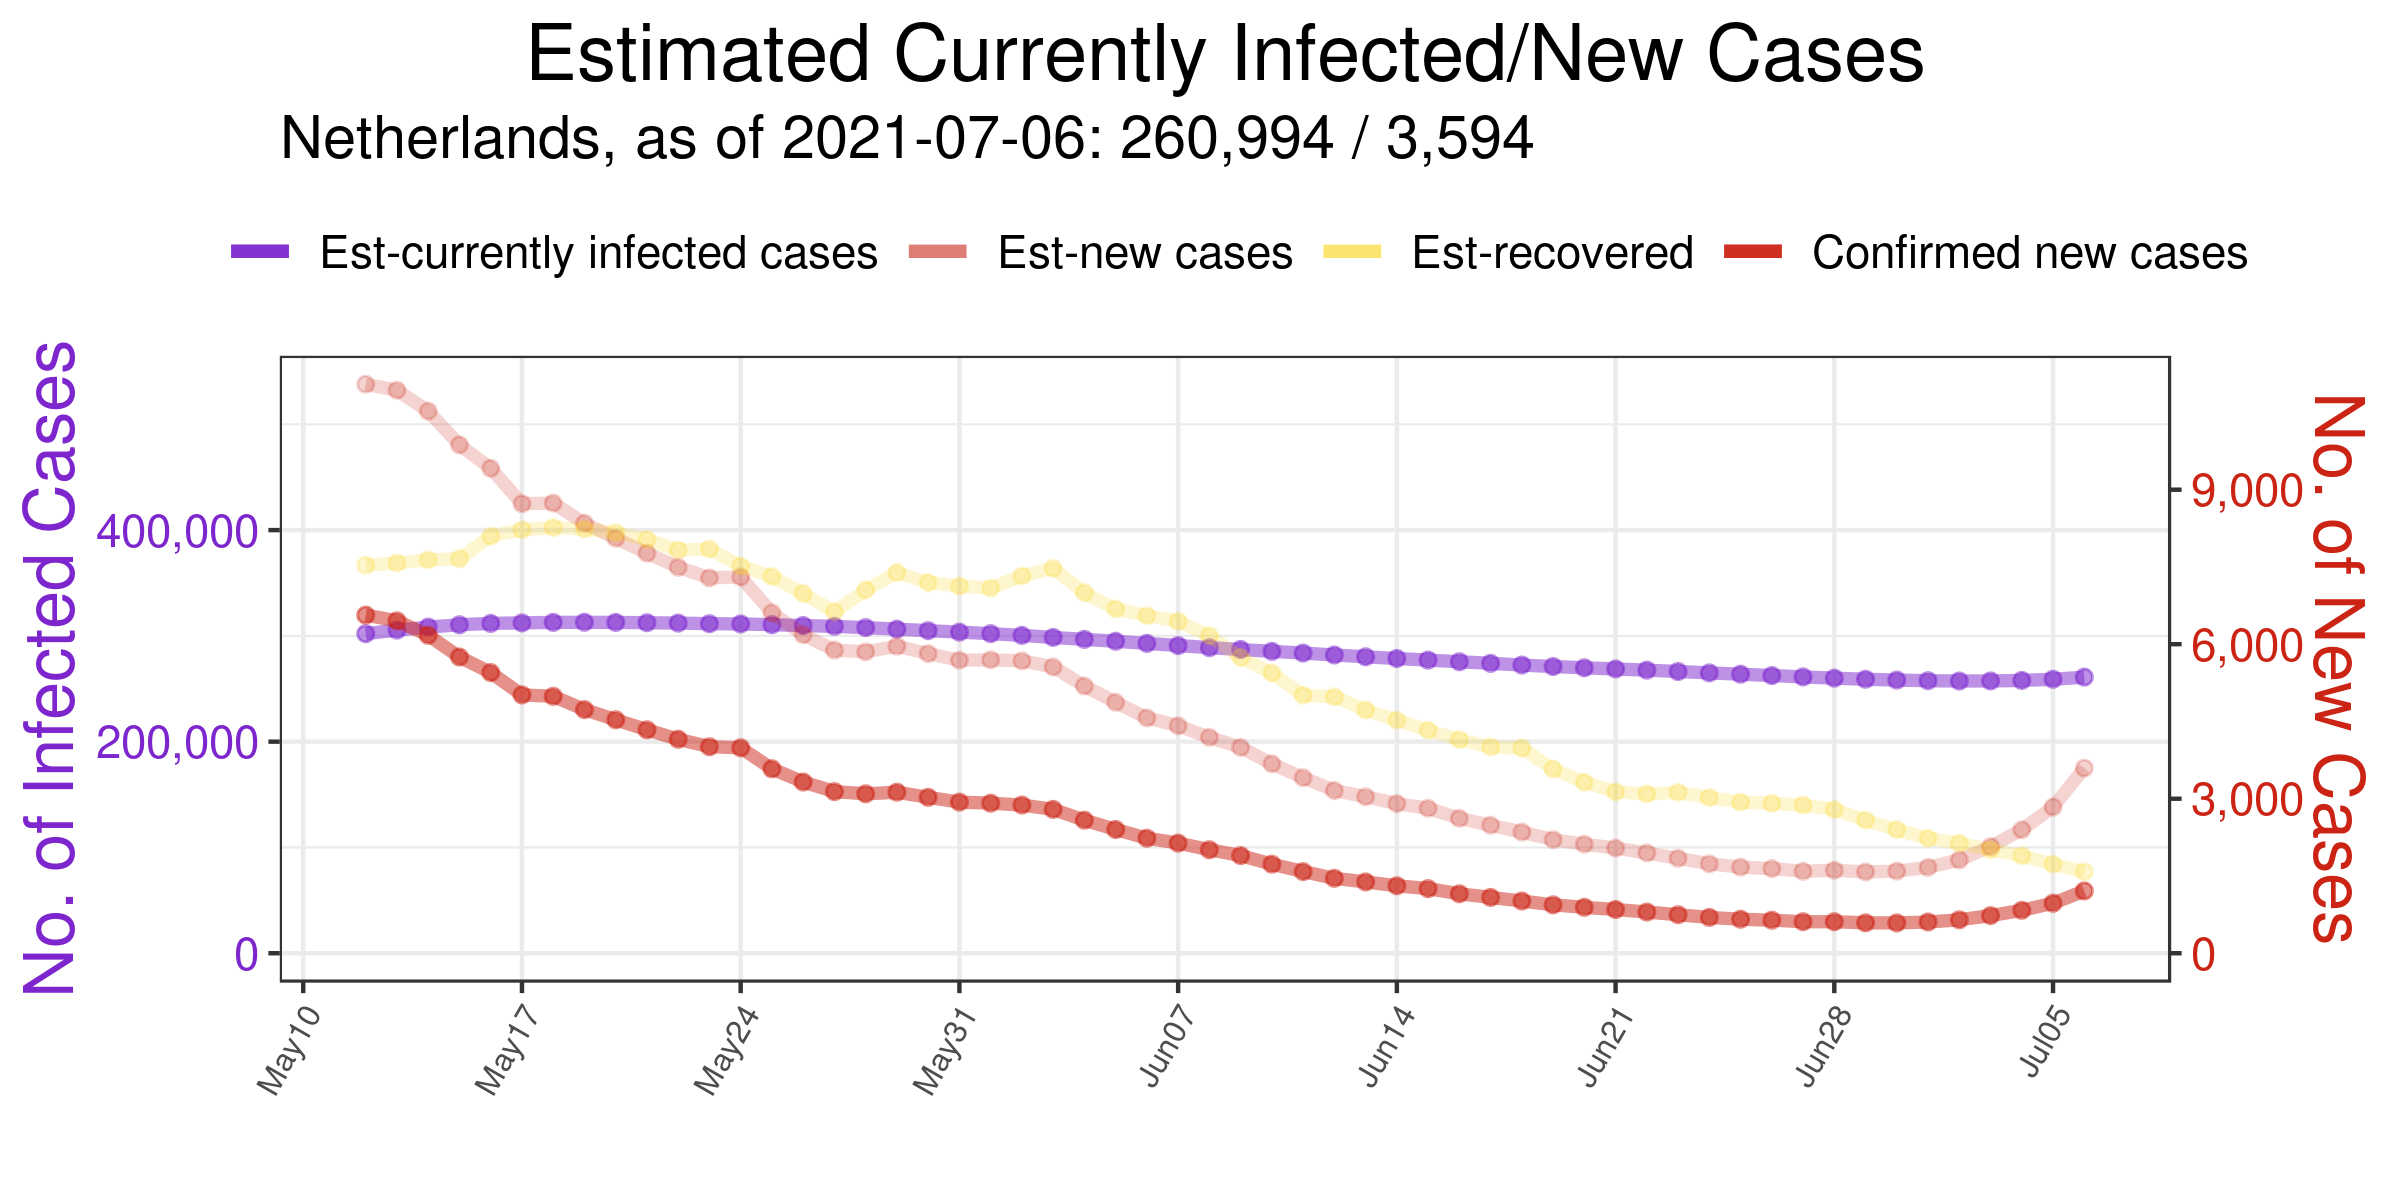 Estimated Currently Infected/New Cases
Netherlands, as of 2021-07-06: 260,994 / 3,594
Est-currently infected cases Est-new cases Est-recovered Confirmed new cases
No. of Infected Cases
400,000
200,000
0
No. of New Cases
9,000
6,000
3,000
0
May10 May17 May24 May31 Jun07 Jun14 Jun21 Jun28 Jul05